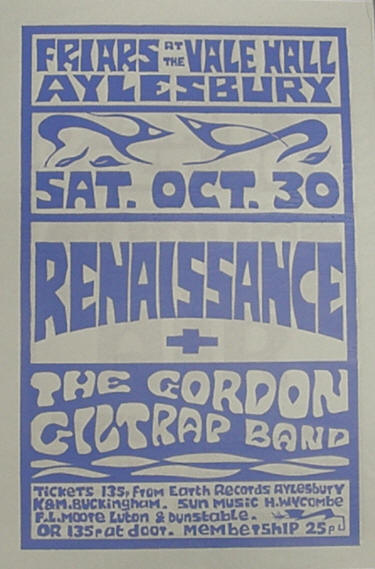 FRIARS AT THE VALE HALL
AYLESBURY
SAT. OCT. 30
RENAISSANCE
+
THE GORDON
GILTRAP BAND
TICKETS 135p FROM EARTH RECORDS AYLESBURY
K&M.BUCKINGHAM. SUN MUSIC H.WYCOMBE
F.L.MOORE LUTON & DUNSTABLE.
OR 135p AT DOOR. MEMBERSHIP 25p